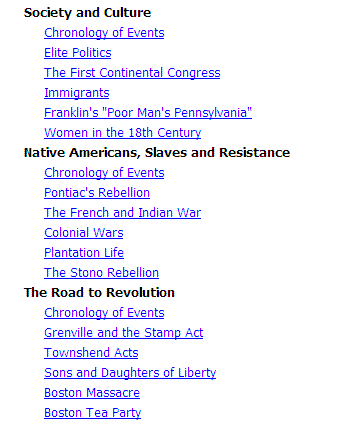 Society and Culture
Chronology of Events
Elite Politics
The First Continental Congress
Immigrants
Franklin's "Poor Man's Pennsylvania"
Women in the 18th Century
Native Americans, Slaves and Resistance
Chronology of Events
Pontiac's Rebellion
The French and Indian War
Colonial Wars
Plantation Life
The Stono Rebellion
The Road to Revolution
Chronology of Events
Grenville and the Stamp Act
Townshend Acts
Sons and Daughters of Liberty
Boston Massacre
Boston Tea Party